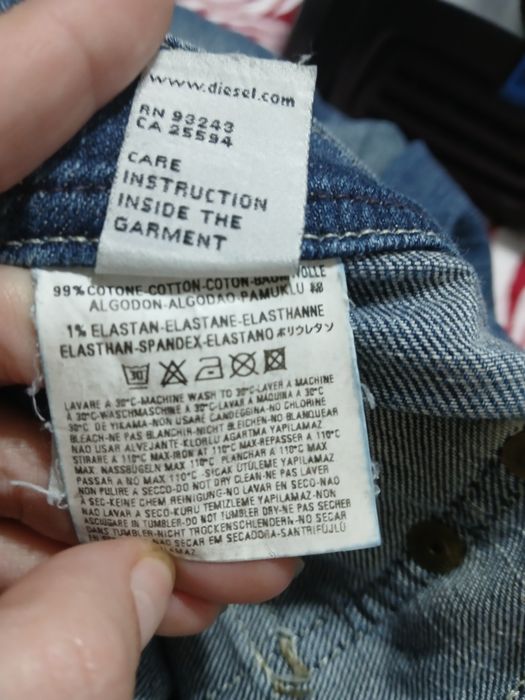 www.diesel.com
RN 93243
CA 25594
CARE
INSTRUCTION
INSIDE THE
GARMENT
99% COTONE-COTTON-COTON-BAUMWOLLE
ALGODON-ALGODAO-PAMUKLU 綿
1% ELASTAN-ELASTANE-ELASTHANNE
ELASTHAN-SPANDEX-ELASTANO ポリウレタン
30
LAVARE A 30°C-MACHINE WASH TO 30°C-LAVER A MACHINE
A 30°C-WASCHMASCHINE A 30°C-LAVAR A MAQUINA A 30°C
30°C DE YIKAMA-NON USARE CANDEGGINA-NO CHLORINE
BLEACH-NE PAS BLANCHIR-NICHT BLEICHEN-NO BLANQUEAR
NAO USAR ALVEJANTE-KLORLU AGARTMA YAPILAMAZ
STIRARE A 110°C MAX-IRON AT 110°C MAX-REPASSER A 110°C
MAX NASSBÜGELN MAX 110°C PLANCHAR A 110°C MAX
PASSAR A NO MAX 110°C-SICAK ÜTÜLEME YAPILAMAZ
NON PULIRE A SECCO-DO NOT DRY CLEAN-NE PAS LAVER
A SEC-KEINE CHEM REINIGUNG-NO LAVAR EN SECO-NAO
NAO LAVAR A SECO-KURU TEMIZLEME YAPILAMAZ-NON
ASCIUGARE IN TUMBLER-DO NOT TUMBLER DRY-NE PAS SECHER
DANS TUMBLER-NICHT TROCKENSCHLENDERN-NO SECAR
EN NAO SECAR EM SECADORA-SANTRIFÜJLÜ